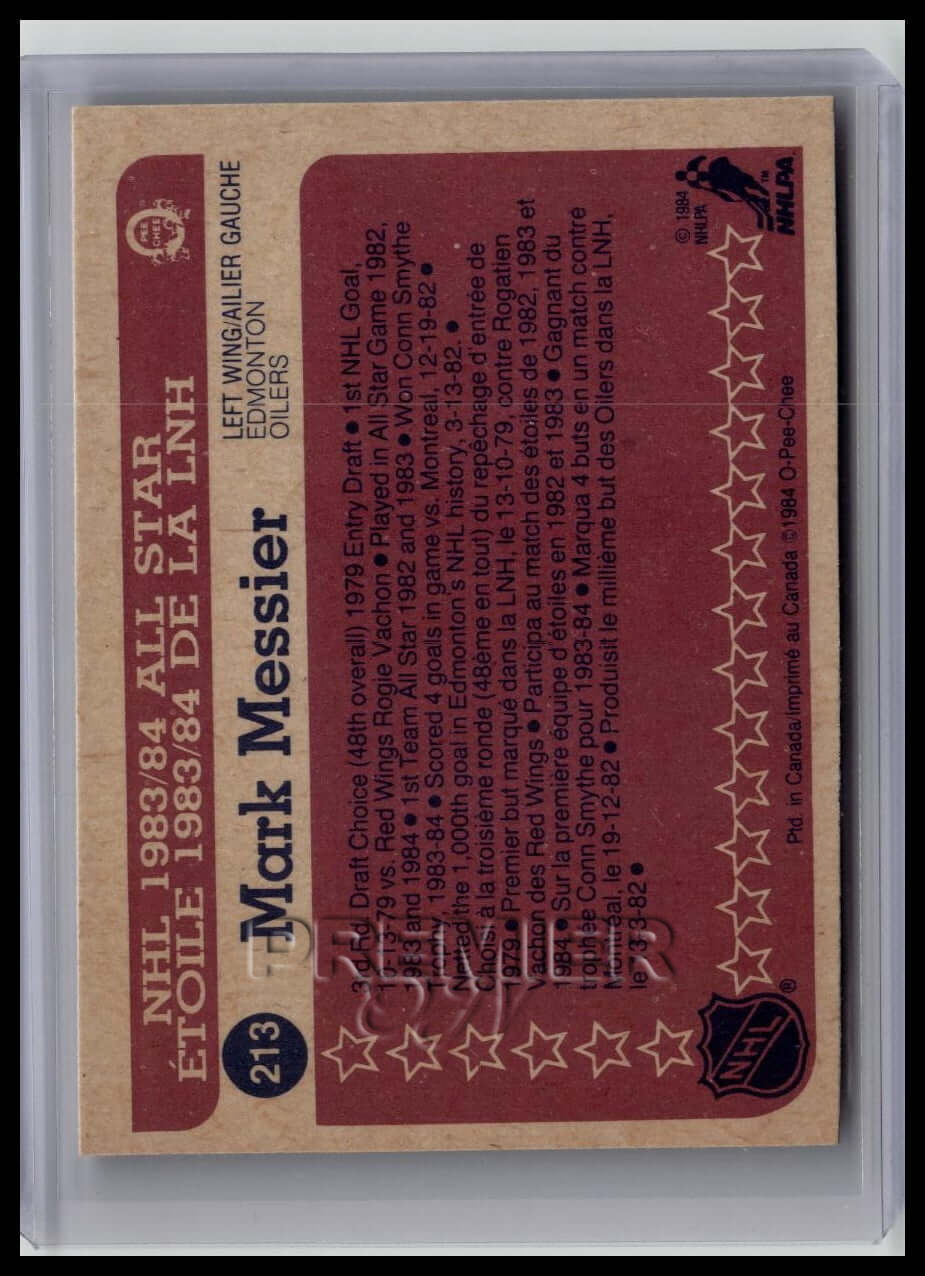 NHL 1983/84 ALL STAR
ÉTOILE 1983/84 DE LA LNH
O
PEE
CHEE
213
Mark Messier
LEFT WING/AILIER GAUCHE
EDMONTON
OILERS
3rd Rd. Draft Choice (48th overall) 1979 Entry Draft • 1st NHL Goal,
10-13-79 vs. Red Wings Rogie Vachon • Played in All Star Game 1982,
1983 and 1984 • 1st Team All Star 1982 and 1983 • Won Conn Smythe
Trophy, 1983-84 • Scored 4 goals in game vs. Montreal, 12-19-82 •
Netted the 1,000th goal in Edmonton's NHL history, 3-13-82. •
Choisi à la troisième ronde (48ème en tout) du repêchage d'entrée de
1979 • Premier but marqué dans la LNH, le 13-10-79, contre Rogatien
Vachon des Red Wings • Participa au match des étoiles de 1982, 1983 et
1984 • Sur la première équipe d'étoiles en 1982 et 1983 • Gagnant du
trophée Conn Smythe pour 1983-84 • Marqua 4 buts en un match contre
Montréal, le 19-12-82 • Produisit le millième but des Oilers dans la LNH,
le 13-3-82 •
PREMIER
NHL
®
Ptd. in Canada/Imprimé au Canada ©1984 O-Pee-Chee
© 1984
NHLPA
NHLPA™